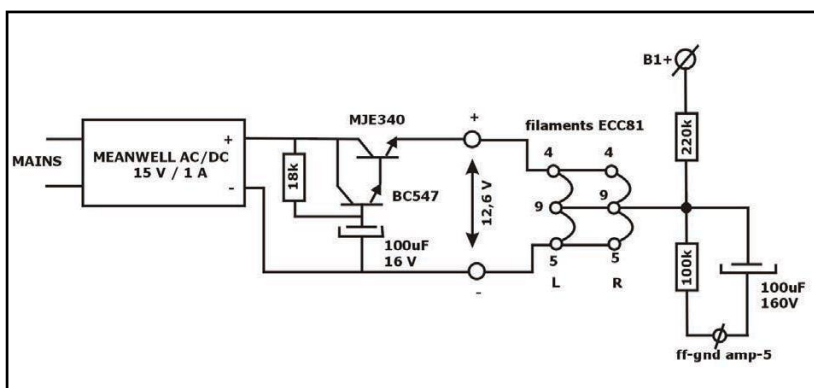 B1+
MJE340
+
filaments ECC81
MAINS
MEANWELL AC/DC
15 V / 1 A
+
-
18k
BC547
100uF
16 V
12,6 V
-
4
4
9
9
5
5
L
R
220k
100k
100uF
160V
ff-gnd amp-5